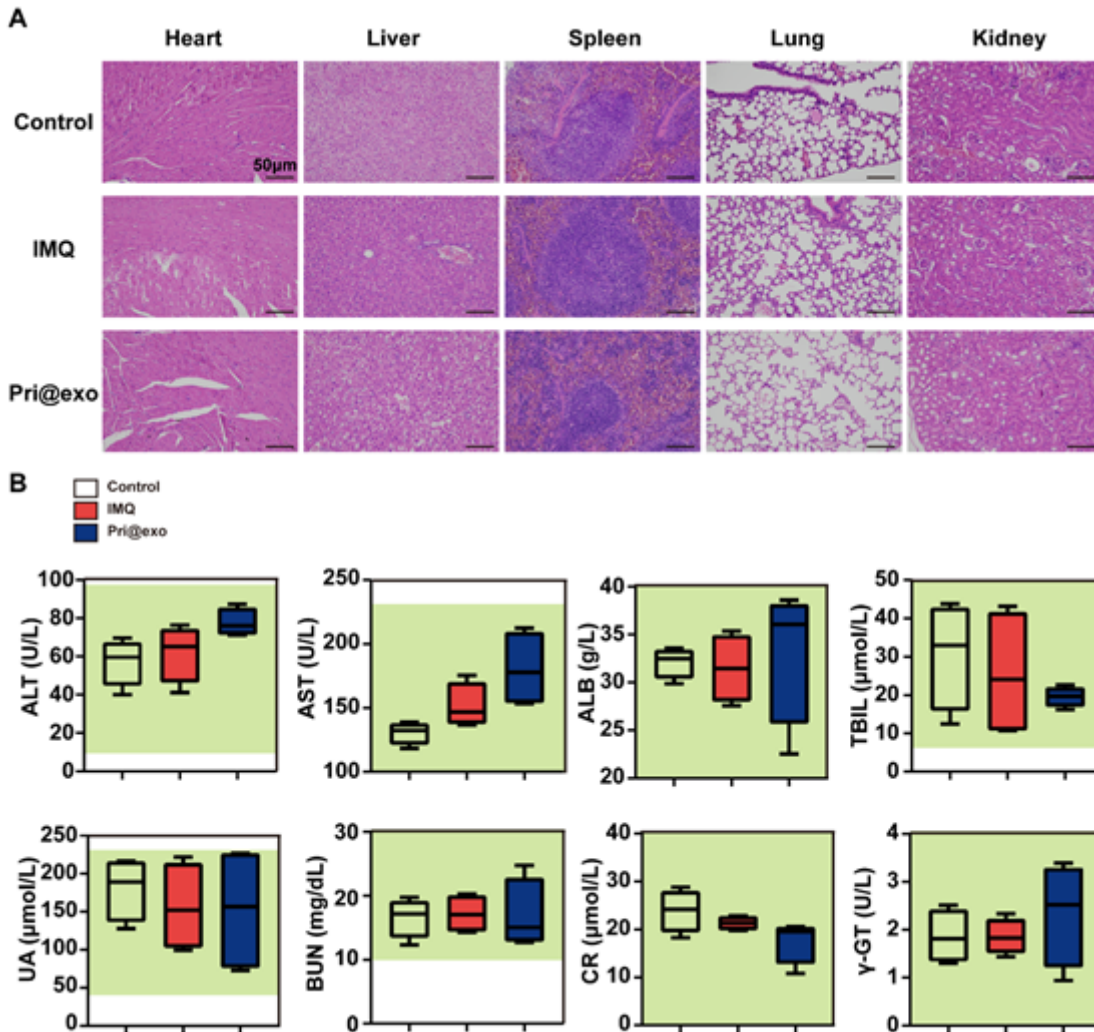 A
Heart Liver Spleen Lung Kidney
Control
50μm
IMQ
Pri@exo
B
Control
IMQ
Pri@exo
ALT (U/L)
100
80
60
40
20
0
AST (U/L)
250
200
150
100
ALB (g/L)
40
35
30
25
20
TBIL (μmol/L)
50
40
30
20
10
0
UA (μmol/L)
250
200
150
100
50
0
BUN (mg/dL)
30
20
10
0
CR (μmol/L)
40
30
20
10
0
γ-GT (U/L)
4
3
2
1
0